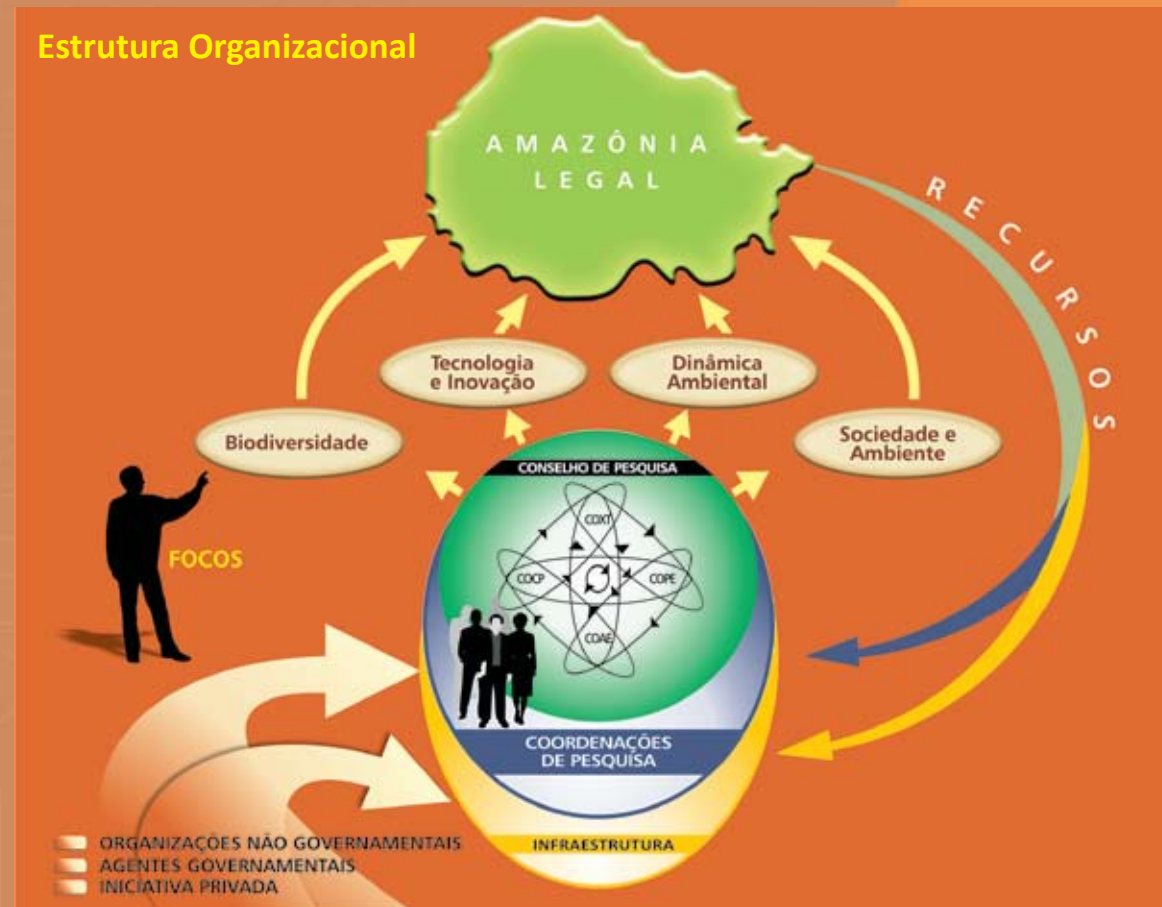 Estrutura Organizacional
AMAZÔNIA
LEGAL
RECURSOS
Tecnologia
e Inovação
Dinâmica
Ambiental
Biodiversidade
Sociedade e
Ambiente
FOCOS
CONSELHO DE PESQUISA
COXT
COCP
COPE
COAE
COORDENAÇÕES
DE PESQUISA
INFRAESTRUTURA
ORGANIZAÇÕES NÃO GOVERNAMENTAIS
AGENTES GOVERNAMENTAIS
INICIATIVA PRIVADA